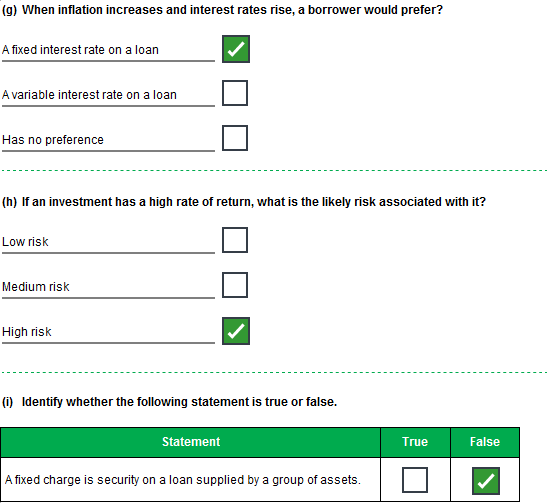 (g) When inflation increases and interest rates rise, a borrower would prefer?
A fixed interest rate on a loan
A variable interest rate on a loan
Has no preference
(h) If an investment has a high rate of return, what is the likely risk associated with it?
Low risk
Medium risk
High risk
(i) Identify whether the following statement is true or false.
Statement True False
A fixed charge is security on a loan supplied by a group of assets.